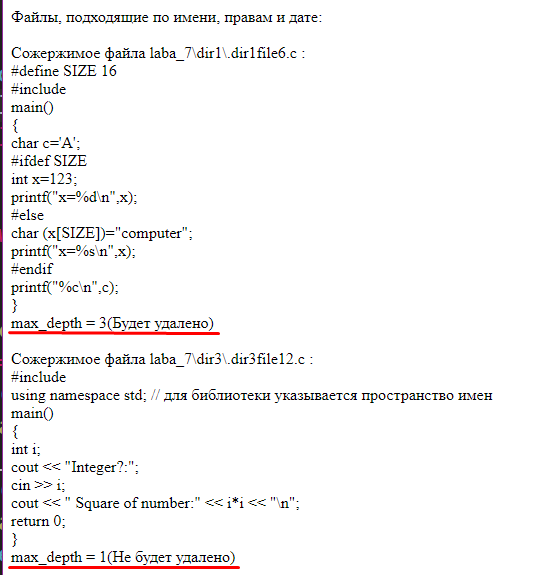 Файлы, подходящие по имени, правам и дате:
Сожержимое файла laba_7\dir1\.dir1file6.c :
#define SIZE 16
#include
main()
{
char c='A';
#ifdef SIZE
int x=123;
printf("x=%d\n",x);
#else
char (x[SIZE])="computer";
printf("x=%s\n",x);
#endif
printf("%c\n",c);
}
max_depth = 3(Будет удалено)
Сожержимое файла laba_7\dir3\.dir3file12.c :
#include
using namespace std; // для библиотеки указывается пространство имен
main()
{
int i;
cout << "Integer?:";
cin >> i;
cout << " Square of number:" << i*i << "\n";
return 0;
}
max_depth = 1(Не будет удалено)